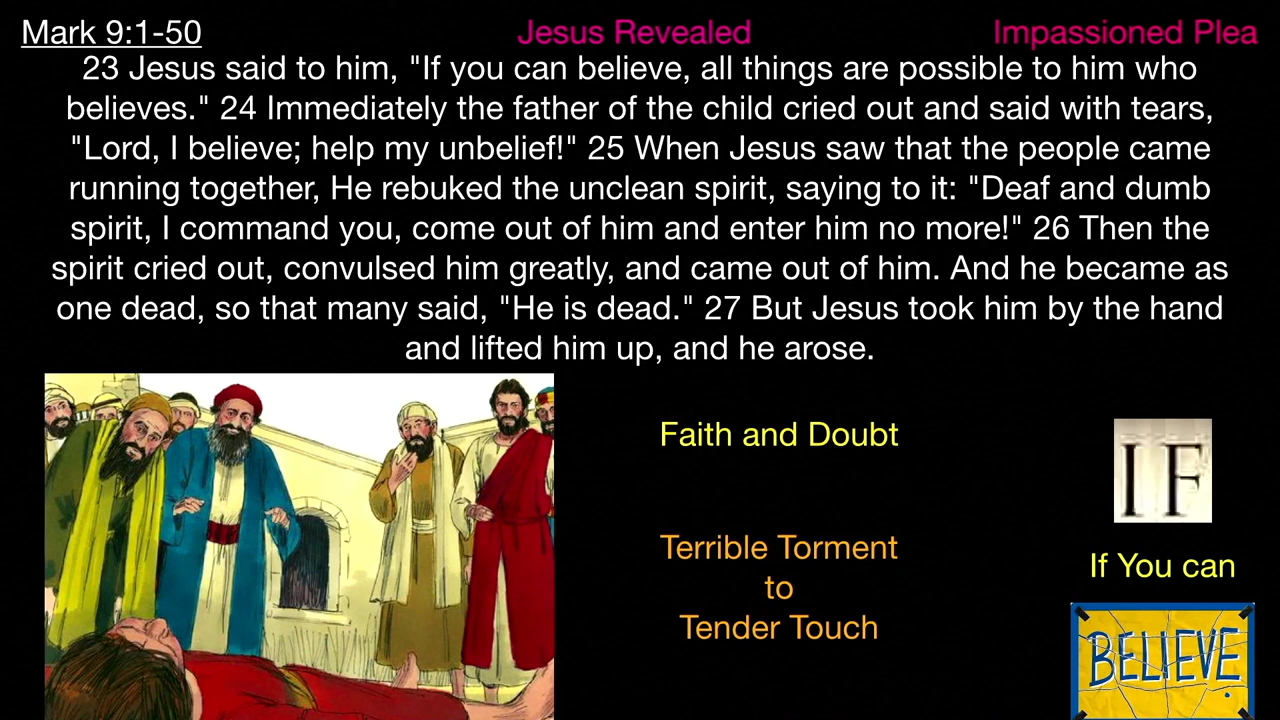 Mark 9:1-50 Jesus Revealed Impassioned Plea
23 Jesus said to him, "If you can believe, all things are possible to him who
believes." 24 Immediately the father of the child cried out and said with tears,
"Lord, I believe; help my unbelief!" 25 When Jesus saw that the people came
running together, He rebuked the unclean spirit, saying to it: "Deaf and dumb
spirit, I command you, come out of him and enter him no more!" 26 Then the
spirit cried out, convulsed him greatly, and came out of him. And he became as
one dead, so that many said, "He is dead." 27 But Jesus took him by the hand
and lifted him up, and he arose.
Faith and Doubt
IF
Terrible Torment
to
Tender Touch
If You can
BELIEVE